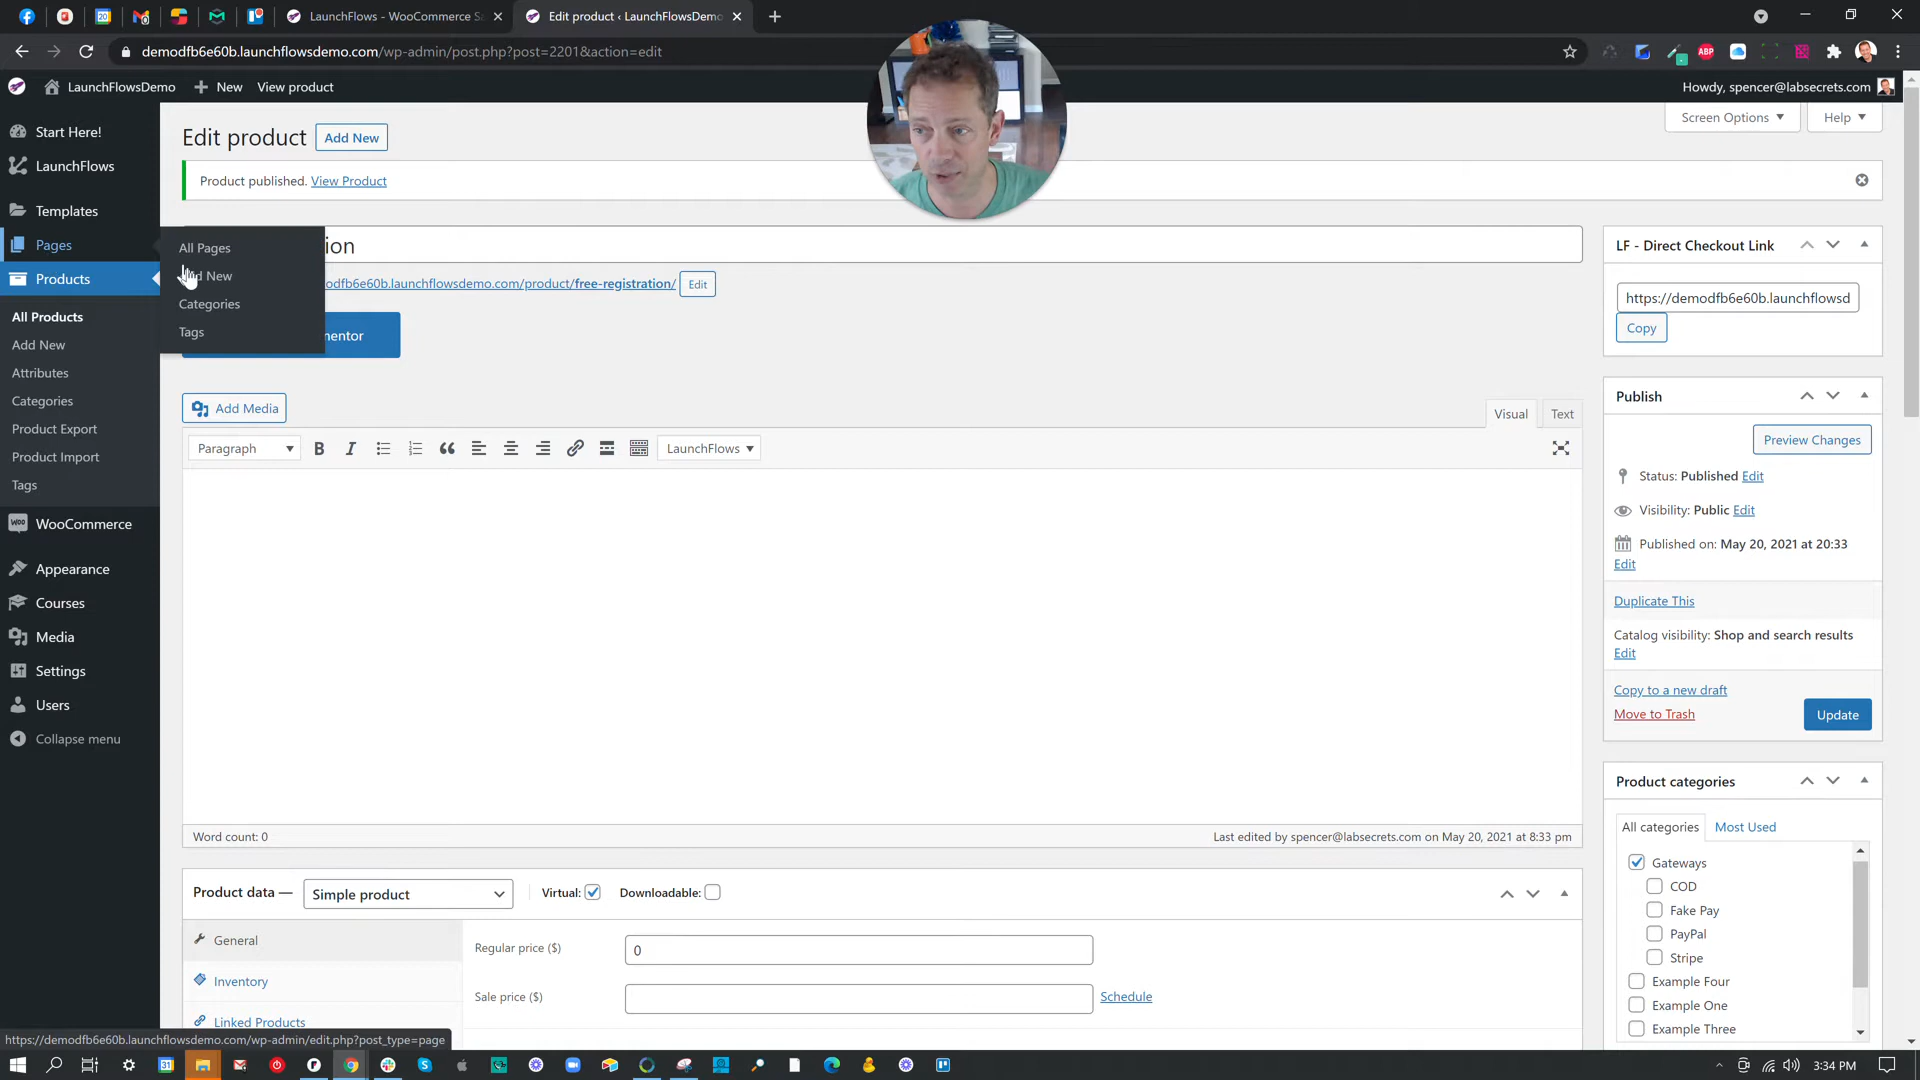 LaunchFlows - WooCommerce Sa
Edit product ‹ LaunchFlowsDemo
demodfb6e60b.launchflowsdemo.com/wp-admin/post.php?post=2201&action=edit
LaunchFlowsDemo
New
View product
Howdy, spencer@labsecrets.com
Start Here!
LaunchFlows
Templates
Pages
Products
All Products
Add New
Attributes
Categories
Product Export
Product Import
Tags
WooCommerce
Appearance
Courses
Media
Settings
Users
Collapse menu
All Pages
New
Categories
Tags
Edit product
Add New
Screen Options
Help
Product published. View Product
ion
dfb6e60b.launchflowsdemo.com/product/free-registration/
Edit
mentor
Add Media
Visual
Text
Paragraph
LaunchFlows
Word count: 0
Last edited by spencer@labsecrets.com on May 20, 2021 at 8:33 pm
Product data —
Simple product
Virtual:
Downloadable:
General
Inventory
Linked Products
Regular price ($)
0
Sale price ($)
Schedule
LF - Direct Checkout Link
https://demodfb6e60b.launchflowsd
Copy
Publish
Preview Changes
Status: Published Edit
Visibility: Public Edit
Published on: May 20, 2021 at 20:33
Edit
Duplicate This
Catalog visibility: Shop and search results
Edit
Copy to a new draft
Move to Trash
Update
Product categories
All categories
Most Used
Gateways
COD
Fake Pay
PayPal
Stripe
Example Four
Example One
Example Three
https://demodfb6e60b.launchflowsdemo.com/wp-admin/edit.php?post_type=page
3:34 PM